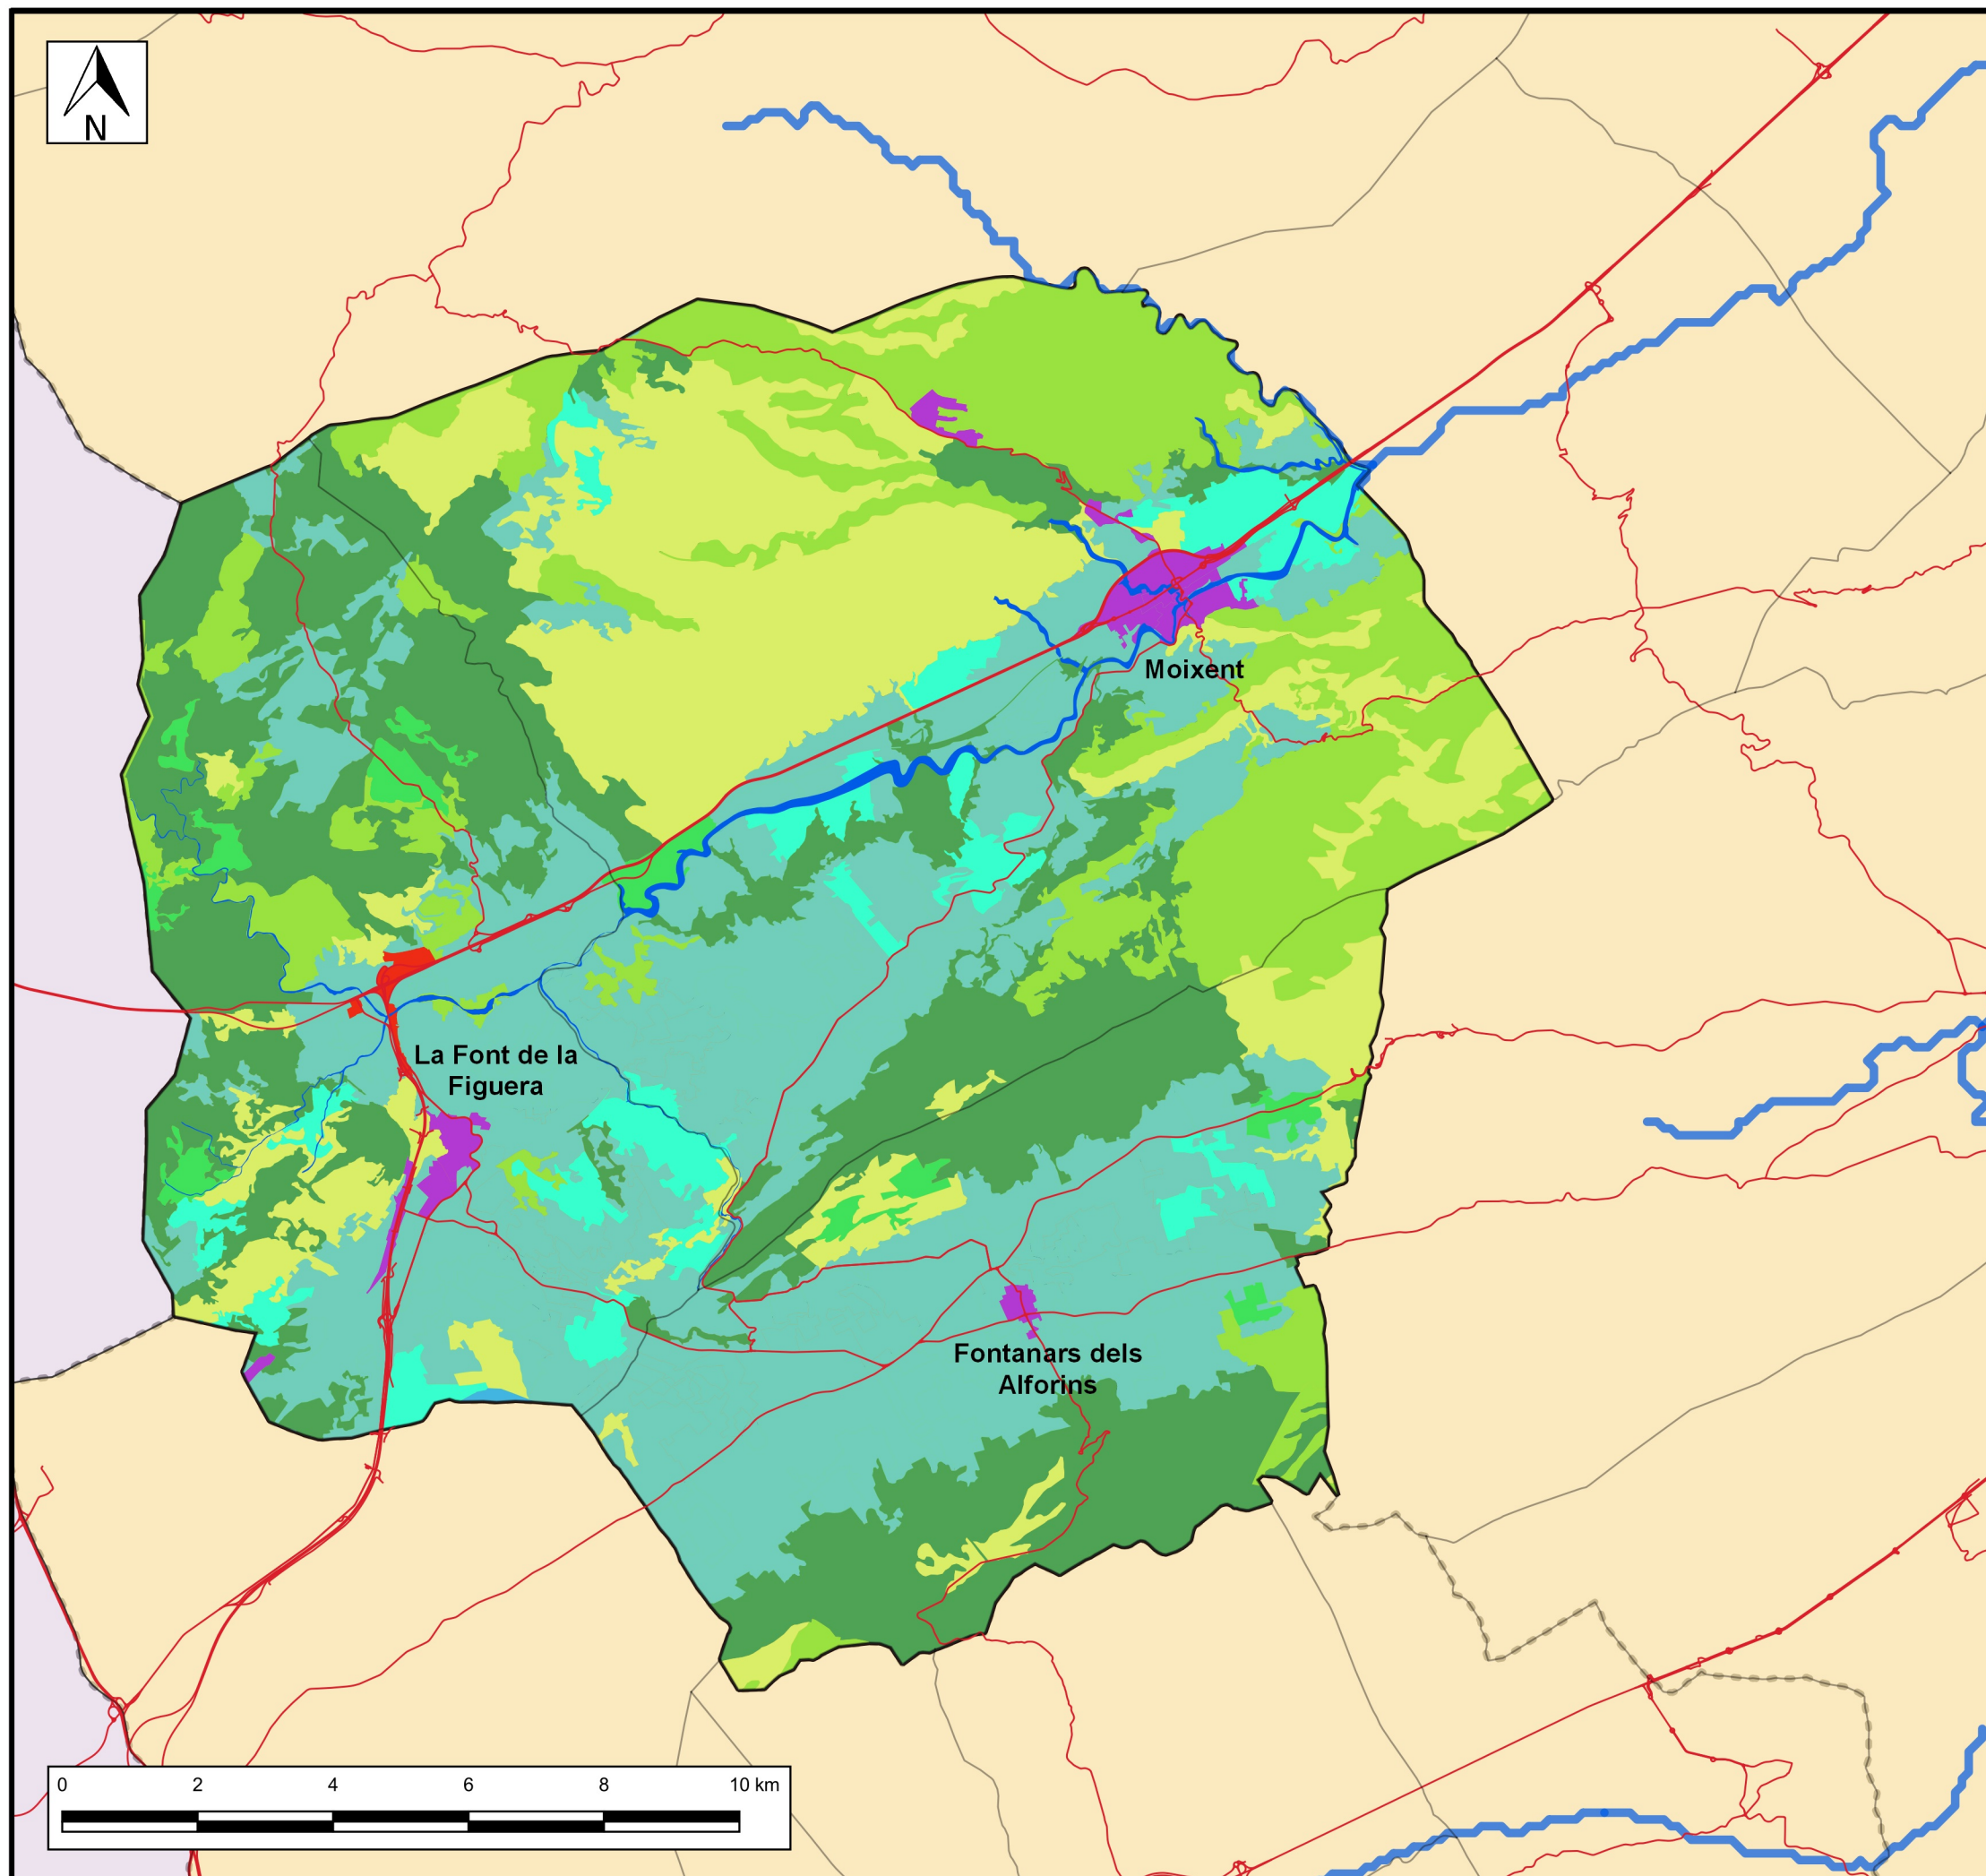 N
Moixent
La Font de la
Figuera
Fontanars dels
Alforins
0 2 4 6 8 10 km